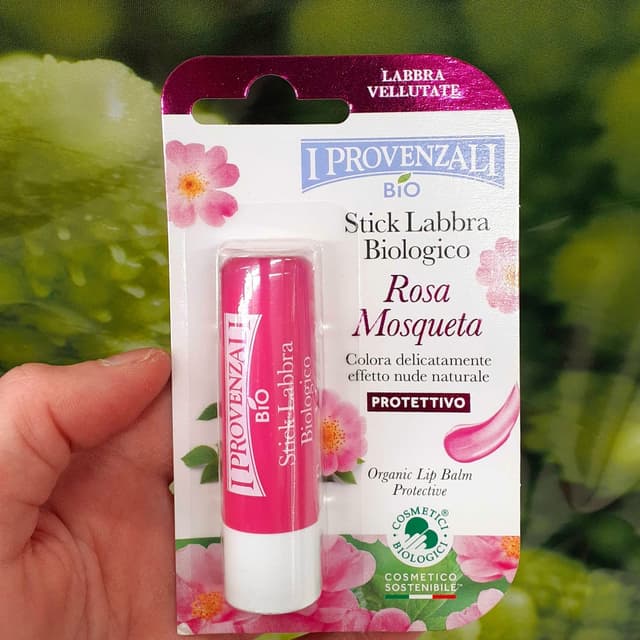 LABBRA
VELLUTATE
I PROVENZALI
BIO
Stick Labbra
Biologico
Rosa
Mosqueta
Colora delicatamente
effetto nude naturale
PROTETTIVO
Organic Lip Balm
Protective
COSMETICI
BIOLOGICI
®
COSMETICO
SOSTENIBILE™
I PROVENZALI
BIO
Stick Labbra
Biologico